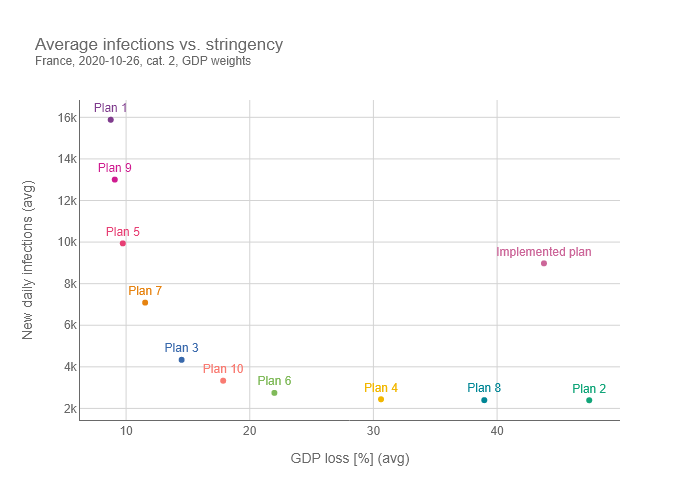 Average infections vs. stringency
France, 2020-10-26, cat. 2, GDP weights
Plan 1
16k
14k
Plan 9
12k
Plan 5
10k
Implemented plan
8k
Plan 7
6k
Plan 3
4k
Plan 10
Plan 6
Plan 4
Plan 8
Plan 2
2k
10
20
30
40
New daily infections (avg)
GDP loss [%] (avg)